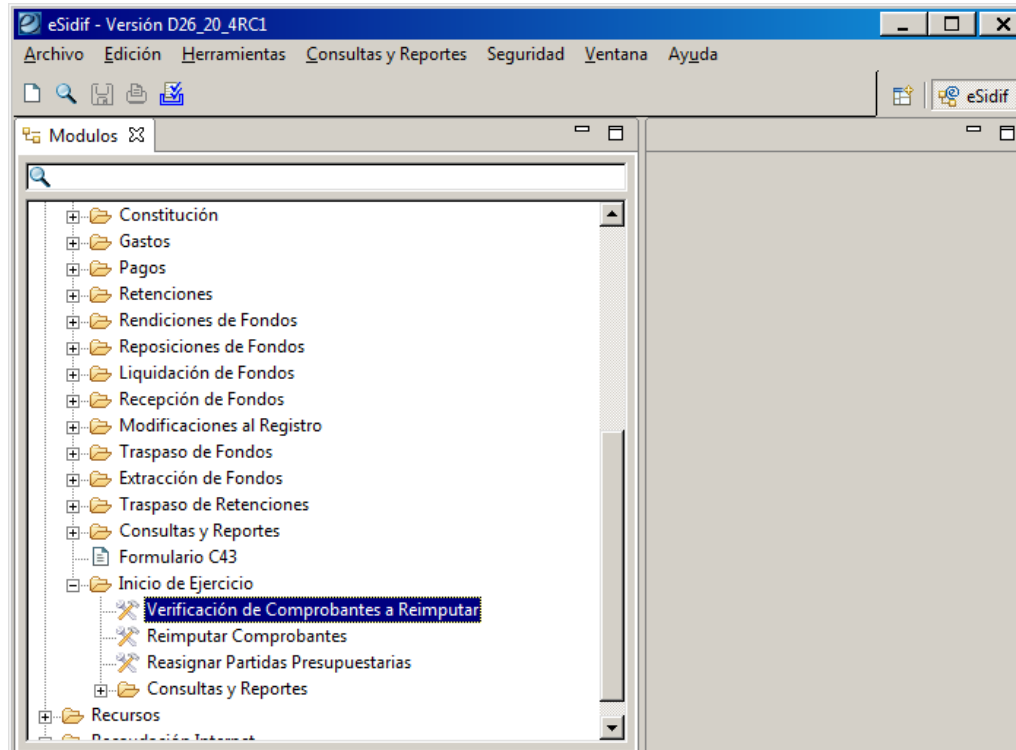 eSidif - Versión D26_20_4RC1
Archivo Edición Herramientas Consultas y Reportes Seguridad Ventana Ayuda
eSidif
Modulos
Constitución
Gastos
Pagos
Retenciones
Rendiciones de Fondos
Reposiciones de Fondos
Liquidación de Fondos
Recepción de Fondos
Modificaciones al Registro
Traspaso de Fondos
Extracción de Fondos
Traspaso de Retenciones
Consultas y Reportes
Formulario C43
Inicio de Ejercicio
Verificación de Comprobantes a Reimputar
Reimputar Comprobantes
Reasignar Partidas Presupuestarias
Consultas y Reportes
Recursos
Recaudación Internet